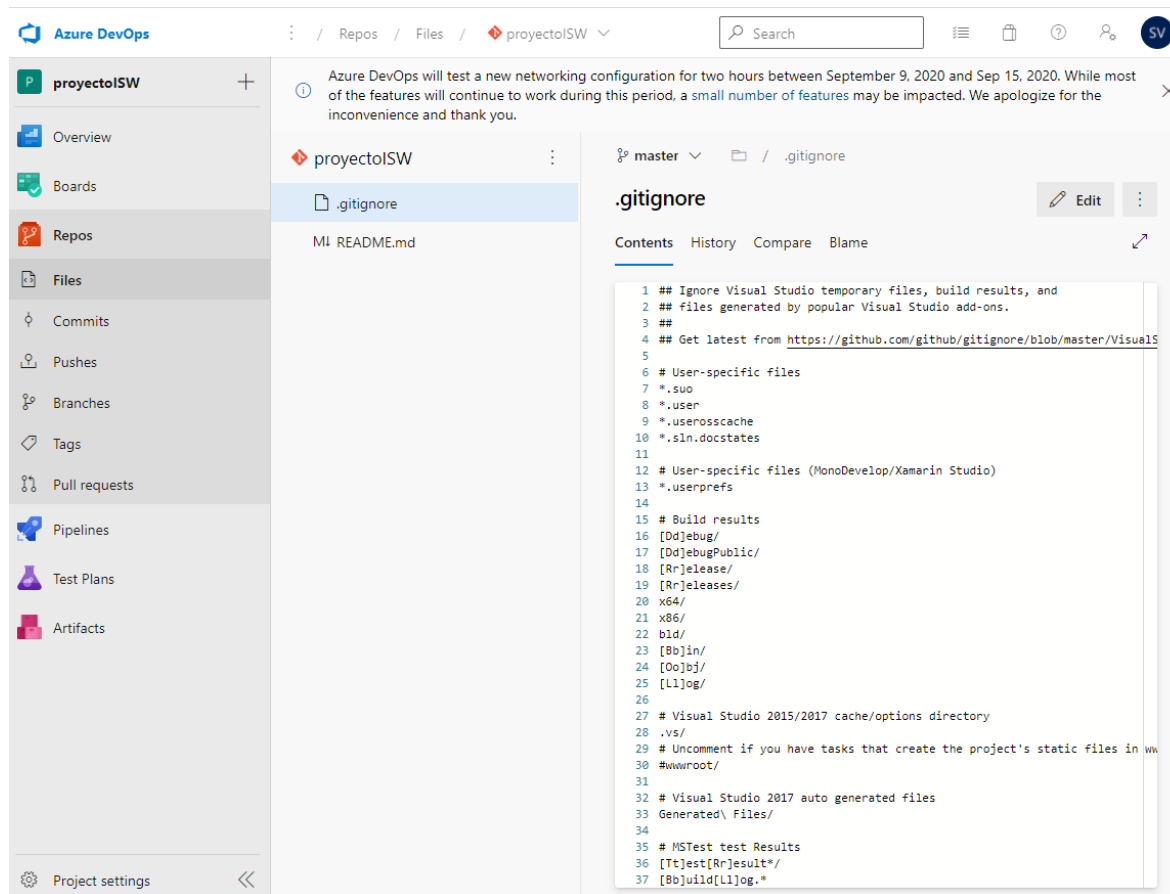 Azure DevOps
/ Repos / Files / proyectoISW
Search
SV
P proyectoISW
Overview
Boards
Repos
Files
Commits
Pushes
Branches
Tags
Pull requests
Pipelines
Test Plans
Artifacts
Project settings
Azure DevOps will test a new networking configuration for two hours between September 9, 2020 and Sep 15, 2020. While most
of the features will continue to work during this period, a small number of features may be impacted. We apologize for the
inconvenience and thank you.
proyectoISW
.gitignore
M↓ README.md
master / .gitignore
.gitignore
Edit
Contents History Compare Blame
1 ## Ignore Visual Studio temporary files, build results, and
2 ## files generated by popular Visual Studio add-ons.
3 ##
4 ## Get latest from https://github.com/github/gitignore/blob/master/VisualS
5
6 # User-specific files
7 *.suo
8 *.user
9 *.userosscache
10 *.sln.docstates
11
12 # User-specific files (MonoDevelop/Xamarin Studio)
13 *.userprefs
14
15 # Build results
16 [Dd]ebug/
17 [Dd]ebugPublic/
18 [Rr]elease/
19 [Rr]eleases/
20 x64/
21 x86/
22 bld/
23 [Bb]in/
24 [Oo]bj/
25 [Ll]og/
26
27 # Visual Studio 2015/2017 cache/options directory
28 .vs/
29 # Uncomment if you have tasks that create the project's static files in ww
30 #wwwroot/
31
32 # Visual Studio 2017 auto generated files
33 Generated\ Files/
34
35 # MSTest test Results
36 [Tt]est[Rr]esult*/
37 [Bb]uild[Ll]og.*